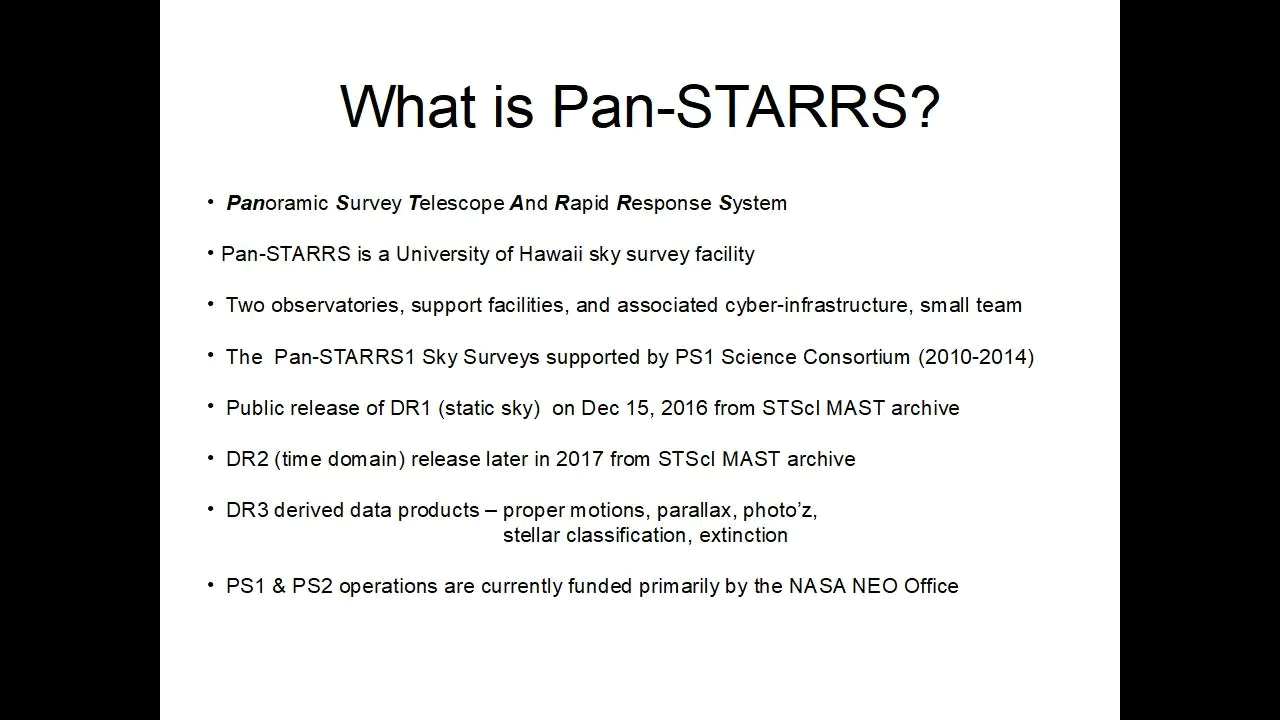 What is Pan-STARRS?
• Panoramic Survey Telescope And Rapid Response System
• Pan-STARRS is a University of Hawaii sky survey facility
• Two observatories, support facilities, and associated cyber-infrastructure, small team
• The  Pan-STARRS1 Sky Surveys supported by PS1 Science Consortium (2010-2014)
• Public release of DR1 (static sky)  on Dec 15, 2016 from STScI MAST archive
• DR2 (time domain) release later in 2017 from STScI MAST archive
• DR3 derived data products – proper motions, parallax, photo’z,
stellar classification, extinction
• PS1 & PS2 operations are currently funded primarily by the NASA NEO Office